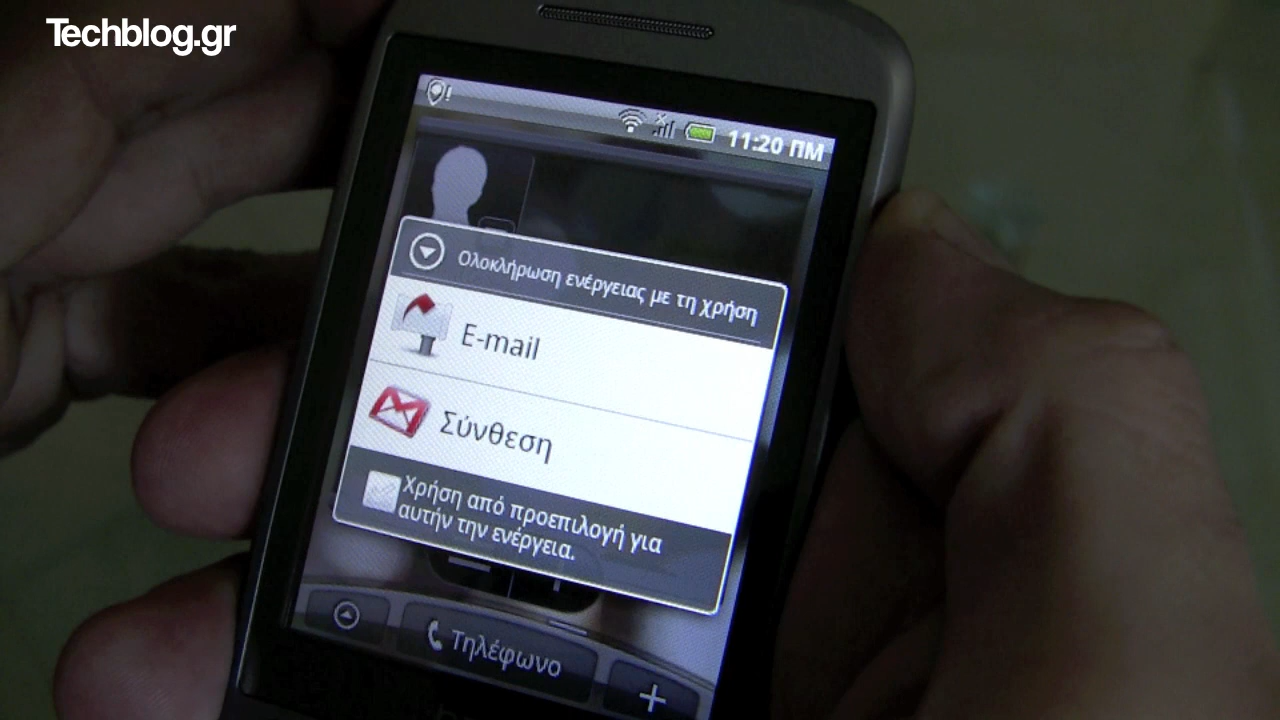 Techblog.gr
11:20 ΠΜ
Ολοκλήρωση ενέργειας με τη χρήση
E-mail
Σύνθεση
Χρήση από προεπιλογή για
αυτήν την ενέργεια.
Τηλέφωνο